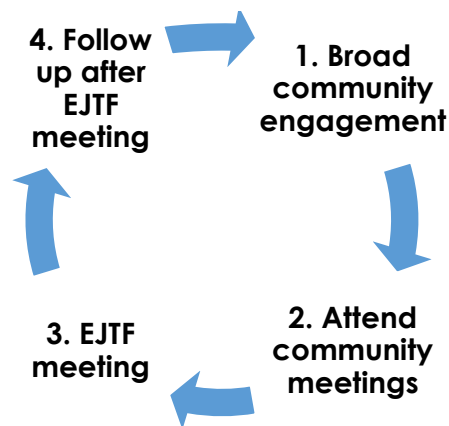 1. Broad
community
engagement
2. Attend
community
meetings
3. EJTF
meeting
4. Follow
up after
EJTF
meeting